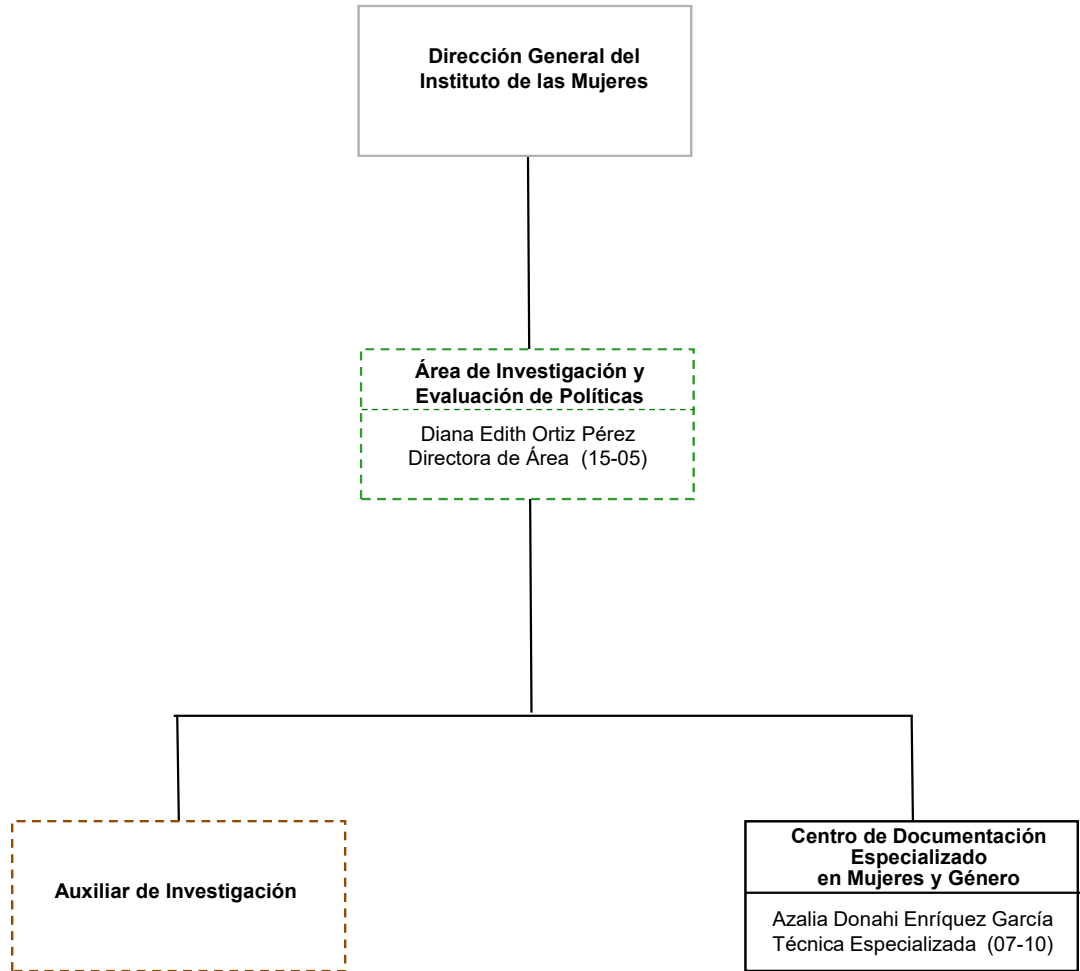 Dirección General del
Instituto de las Mujeres
Área de Investigación y
Evaluación de Políticas
Diana Edith Ortiz Pérez
Directora de Área (15-05)
Auxiliar de Investigación
Centro de Documentación
Especializado
en Mujeres y Género
Azalia Donahi Enríquez García
Técnica Especializada (07-10)